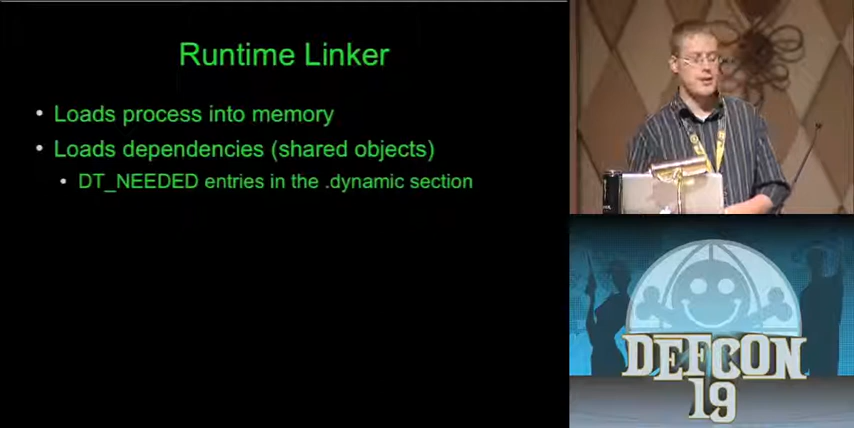 Runtime Linker
• Loads process into memory
• Loads dependencies (shared objects)
• DT_NEEDED entries in the .dynamic section
DEFCON
19